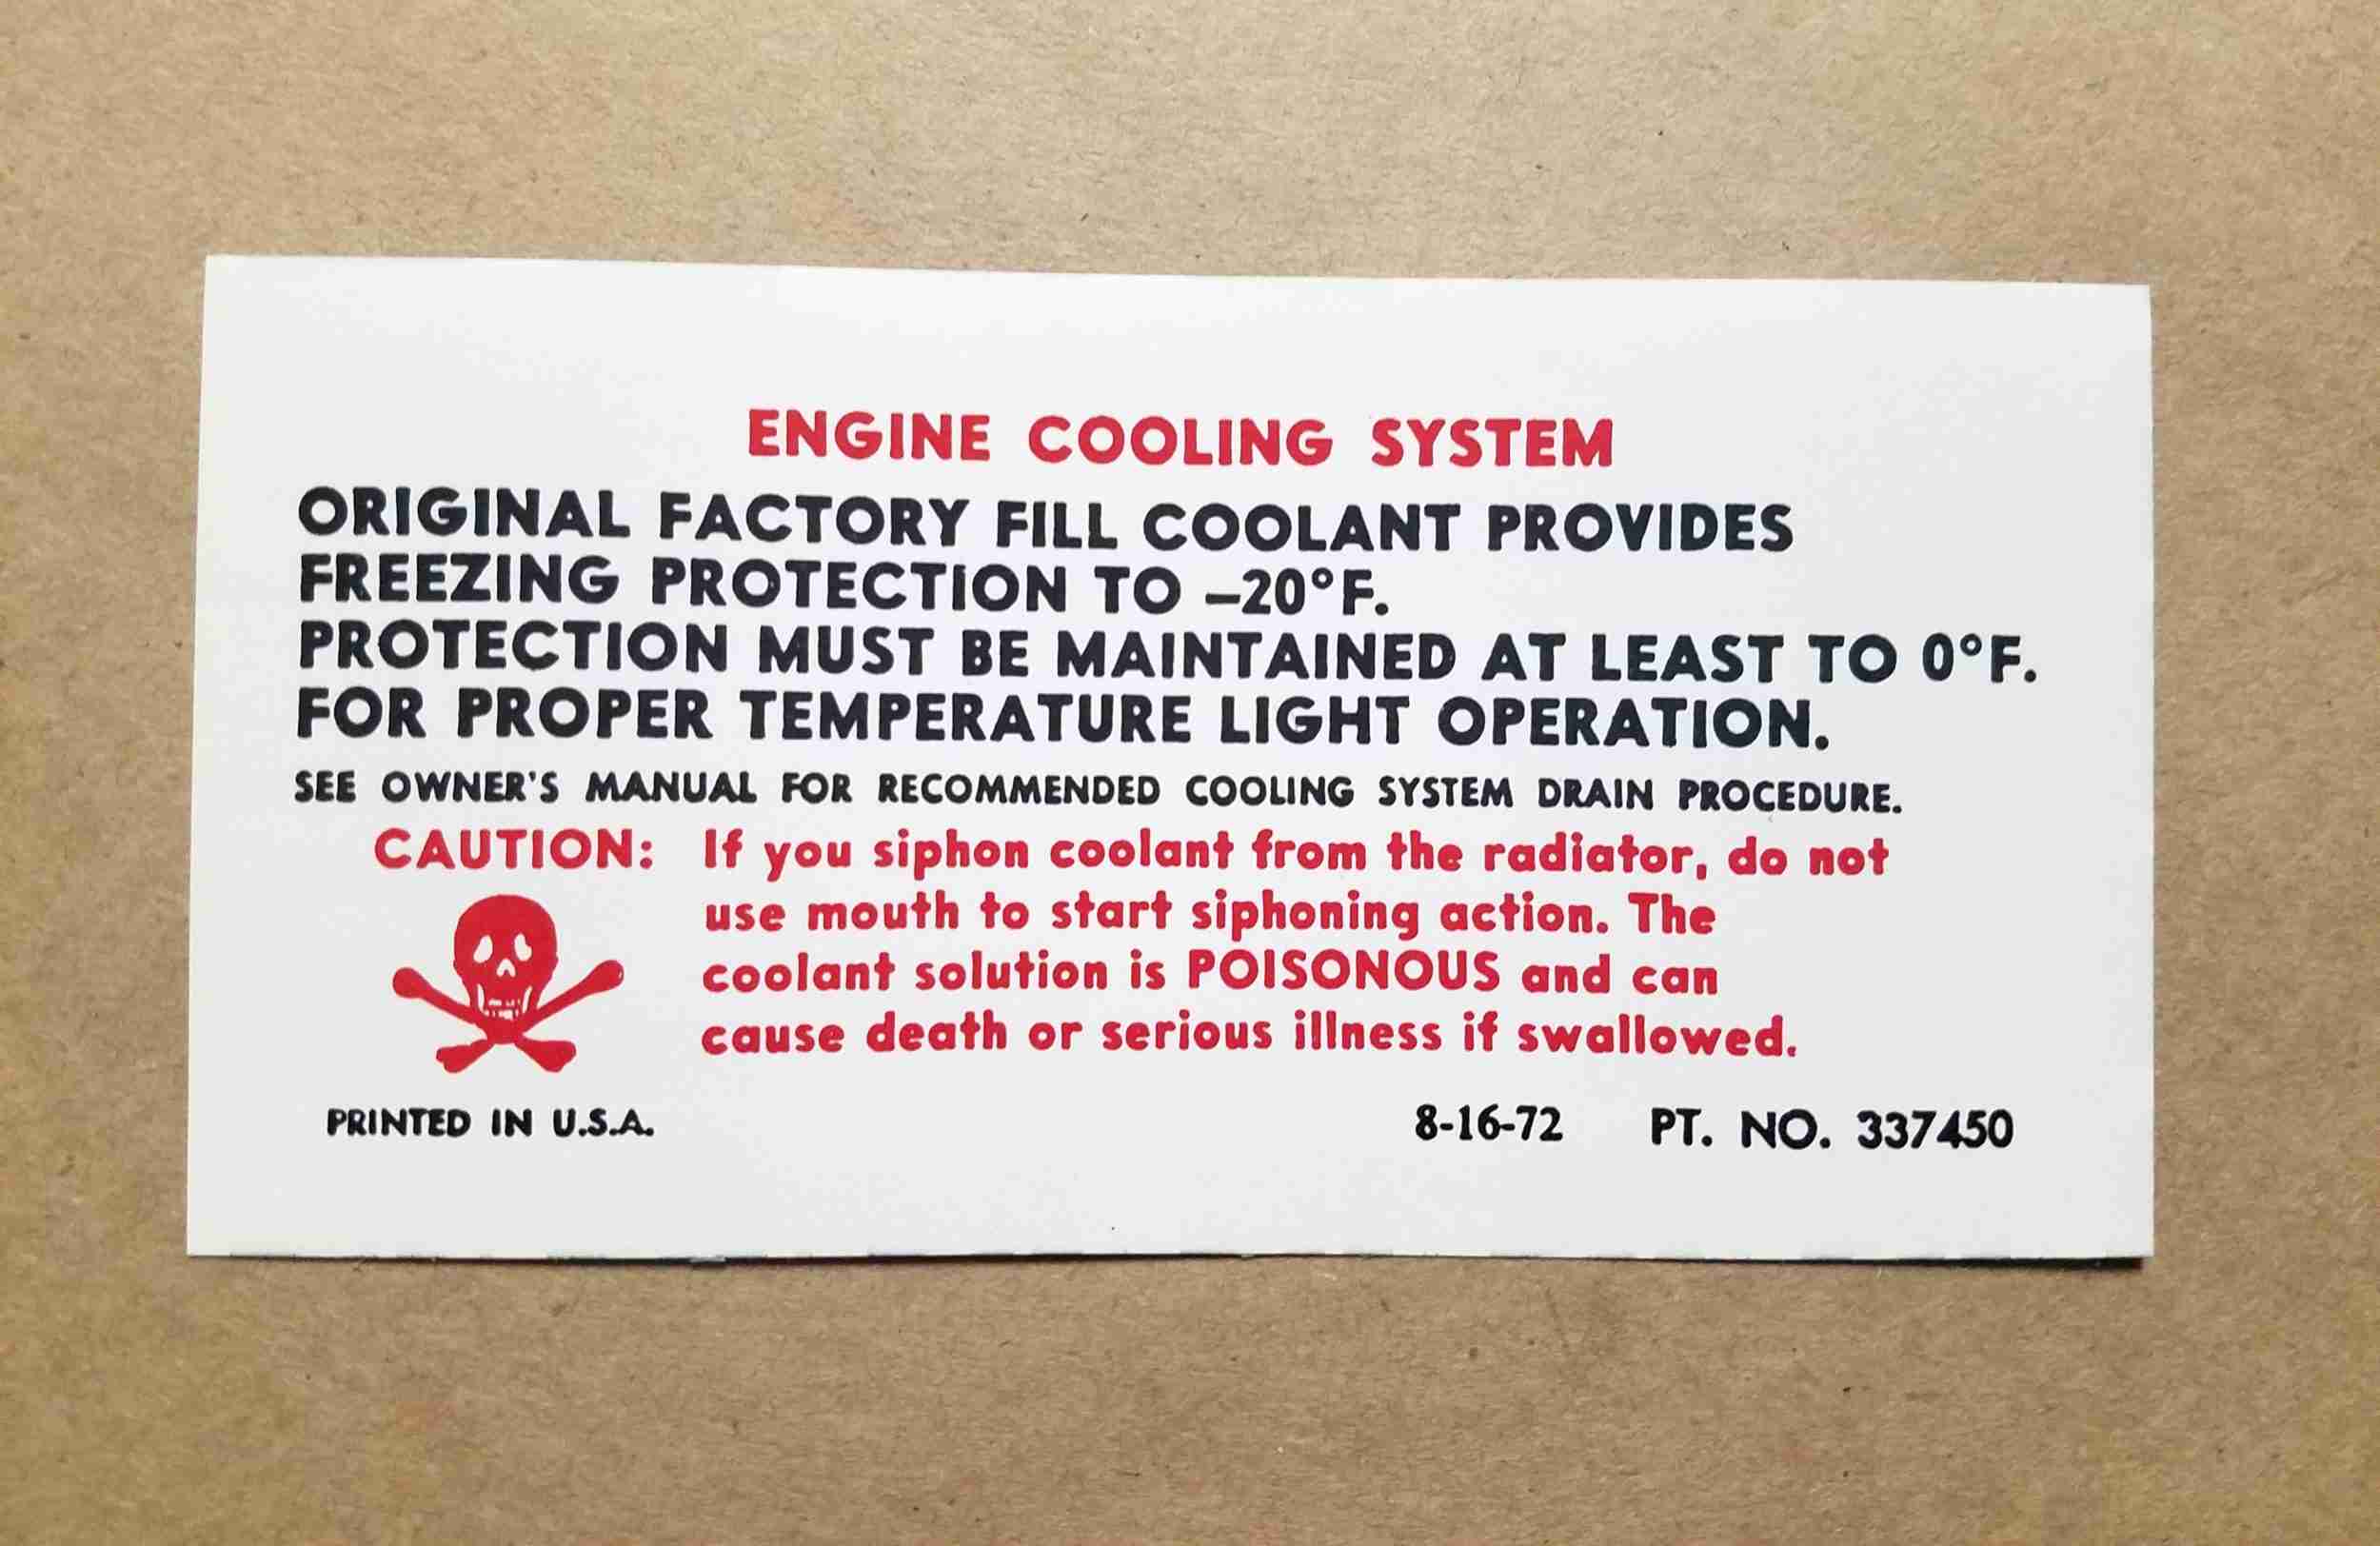 ENGINE COOLING SYSTEM
ORIGINAL FACTORY FILL COOLANT PROVIDES
FREEZING PROTECTION TO –20°F.
PROTECTION MUST BE MAINTAINED AT LEAST TO 0°F.
FOR PROPER TEMPERATURE LIGHT OPERATION.
SEE OWNER'S MANUAL FOR RECOMMENDED COOLING SYSTEM DRAIN PROCEDURE.
CAUTION: If you siphon coolant from the radiator, do not
use mouth to start siphoning action. The
coolant solution is POISONOUS and can
cause death or serious illness if swallowed.
PRINTED IN U.S.A. 8-16-72 PT. NO. 337450